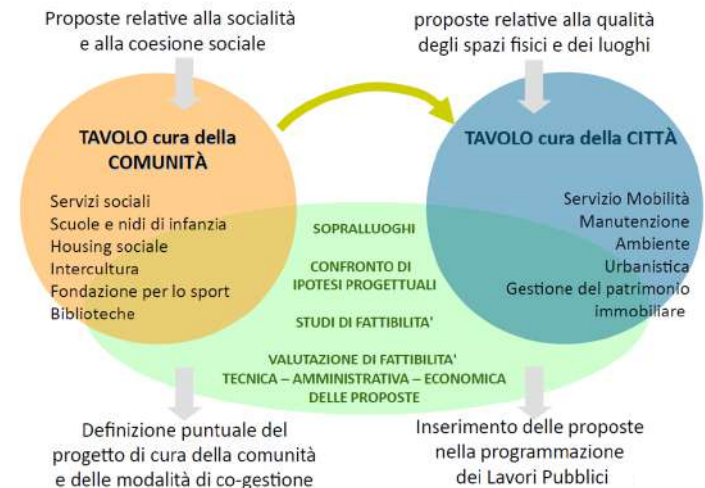 Proposte relative alla socialità
e alla coesione sociale
proposte relative alla qualità
degli spazi fisici e dei luoghi
TAVOLO cura della
COMUNITÀ
Servizi sociali
Scuole e nidi di infanzia
Housing sociale
Intercultura
Fondazione per lo sport
Biblioteche
TAVOLO cura della CITTÀ
Servizio Mobilità
Manutenzione
Ambiente
Urbanistica
Gestione del patrimonio
immobiliare
SOPRALLUOGHI
CONFRONTO DI
IPOTESI PROGETTUALI
STUDI DI FATTIBILITA'
VALUTAZIONE DI FATTIBILITA'
TECNICA – AMMINISTRATIVA – ECONOMICA
DELLE PROPOSTE
Definizione puntuale del
progetto di cura della comunità
e delle modalità di co-gestione
Inserimento delle proposte
nella programmazione
dei Lavori Pubblici